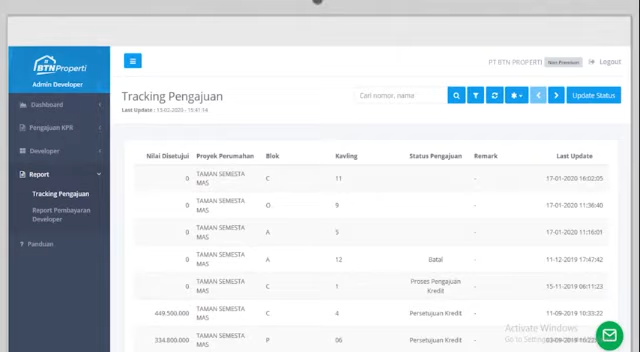 BTN Properti
Admin Developer
Dashboard
Pengajuan KPR
Developer
Report
Tracking Pengajuan
Report Pembayaran
Developer
? Panduan
PT BTN PROPERTI Non Premium Logout
Tracking Pengajuan
Last Update : 13-02-2020 - 15:41:14
Cari nomor, nama
Update Status
Nilai Disetujui Proyek Perumahan Blok Kavling Status Pengajuan Remark Last Update
0 TAMAN SEMESTA MAS C 11 - 17-01-2020 16:02:05
0 TAMAN SEMESTA MAS G 9 - 17-01-2020 11:36:40
0 TAMAN SEMESTA MAS A 5 - 17-01-2020 11:16:01
0 TAMAN SEMESTA MAS A 12 Batal - 11-12-2019 17:47:42
0 TAMAN SEMESTA MAS C 1 Proses Pengajuan Kredit - 15-11-2019 06:11:23
449.500.000 TAMAN SEMESTA MAS C 4 Persetujuan Kredit - 11-09-2019 10:33:22
334.800.000 TAMAN SEMESTA MAS P 06 Persetujuan Kredit - 03-09-2019
Activate Windows
Go to Settings